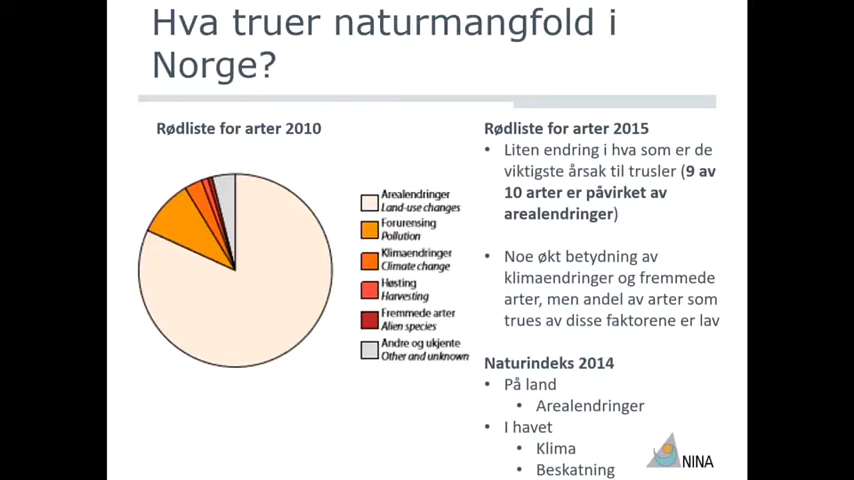 Hva truer naturmangfold i
Norge?
Rødliste for arter 2010
Arealendringer
Land-use changes
Forurensing
Pollution
Klimaendringer
Climate change
Høsting
Harvesting
Fremmede arter
Alien species
Andre og ukjente
Other and unknown
Rødliste for arter 2015
• Liten endring i hva som er de
viktigste årsak til trusler (9 av
10 arter er påvirket av
arealendringer)
• Noe økt betydning av
klimaendringer og fremmede
arter, men andel av arter som
trues av disse faktorene er lav
Naturindeks 2014
• På land
• Arealendringer
• I havet
• Klima
• Beskatning
NINA